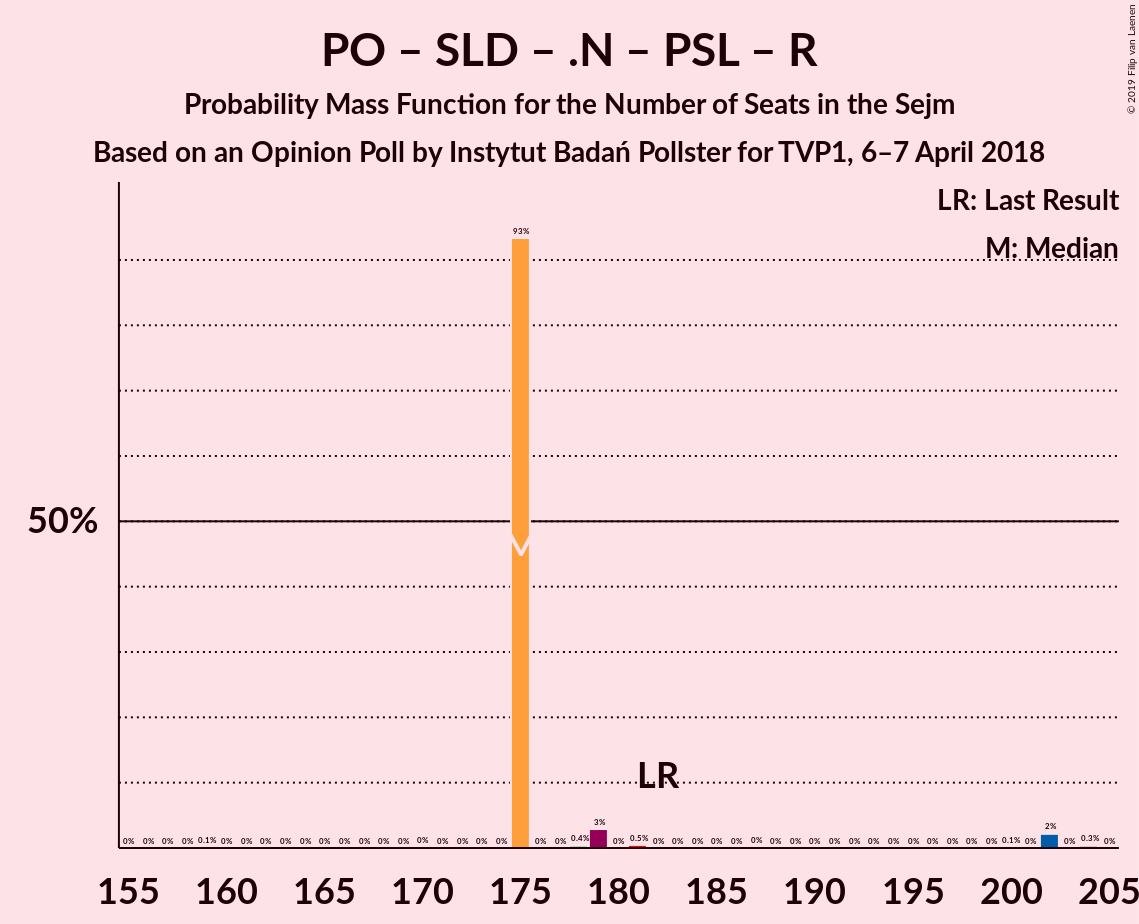 PO – SLD – .N – PSL – R
Probability Mass Function for the Number of Seats in the Sejm
Based on an Opinion Poll by Instytut Badań Pollster for TVP1, 6–7 April 2018
© 2019 Filip van Laenen
LR: Last Result
M: Median
93%
50%
LR
0% 0% 0% 0% 0.1% 0% 0% 0% 0% 0% 0% 0% 0% 0% 0% 0% 0% 0% 0% 0% 0% 0% 0.4% 3% 0% 0.5% 0% 0% 0% 0% 0% 0% 0% 0% 0% 0% 0% 0% 0% 0% 0% 0% 0% 0% 0% 0.1% 0% 2% 0% 0.3% 0%
155 160 165 170 175 180 185 190 195 200 205